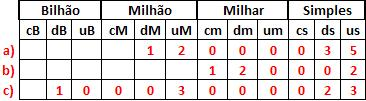 Bilhão Milhão Milhar Simples
cB dB uB cM dM uM cm dm um cs ds us
a) 1 2 0 0 0 0 3 5
b) 1 2 0 0 0 2
c) 1 0 0 0 3 0 0 0 0 2 3